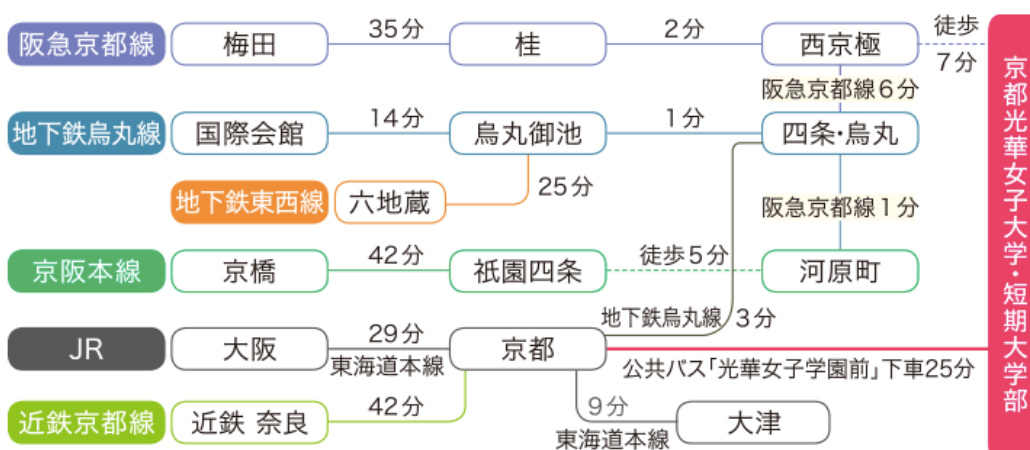 35分
2分
徒歩
阪急京都線
梅田
桂
西京極
7分
阪急京都線6分
14分
1分
地下鉄烏丸線
国際会館
烏丸御池
四条・烏丸
25分
地下鉄東西線
六地蔵
阪急京都線1分
42分
徒歩5分
京阪本線
京橋
祇園四条
河原町
地下鉄烏丸線 3分
29分
JR
大阪
京都
東海道本線
公共バス「光華女子学園前」下車25分
42分
9分
近鉄京都線
近鉄 奈良
大津
東海道本線
京都光華女子大学・短期大学部